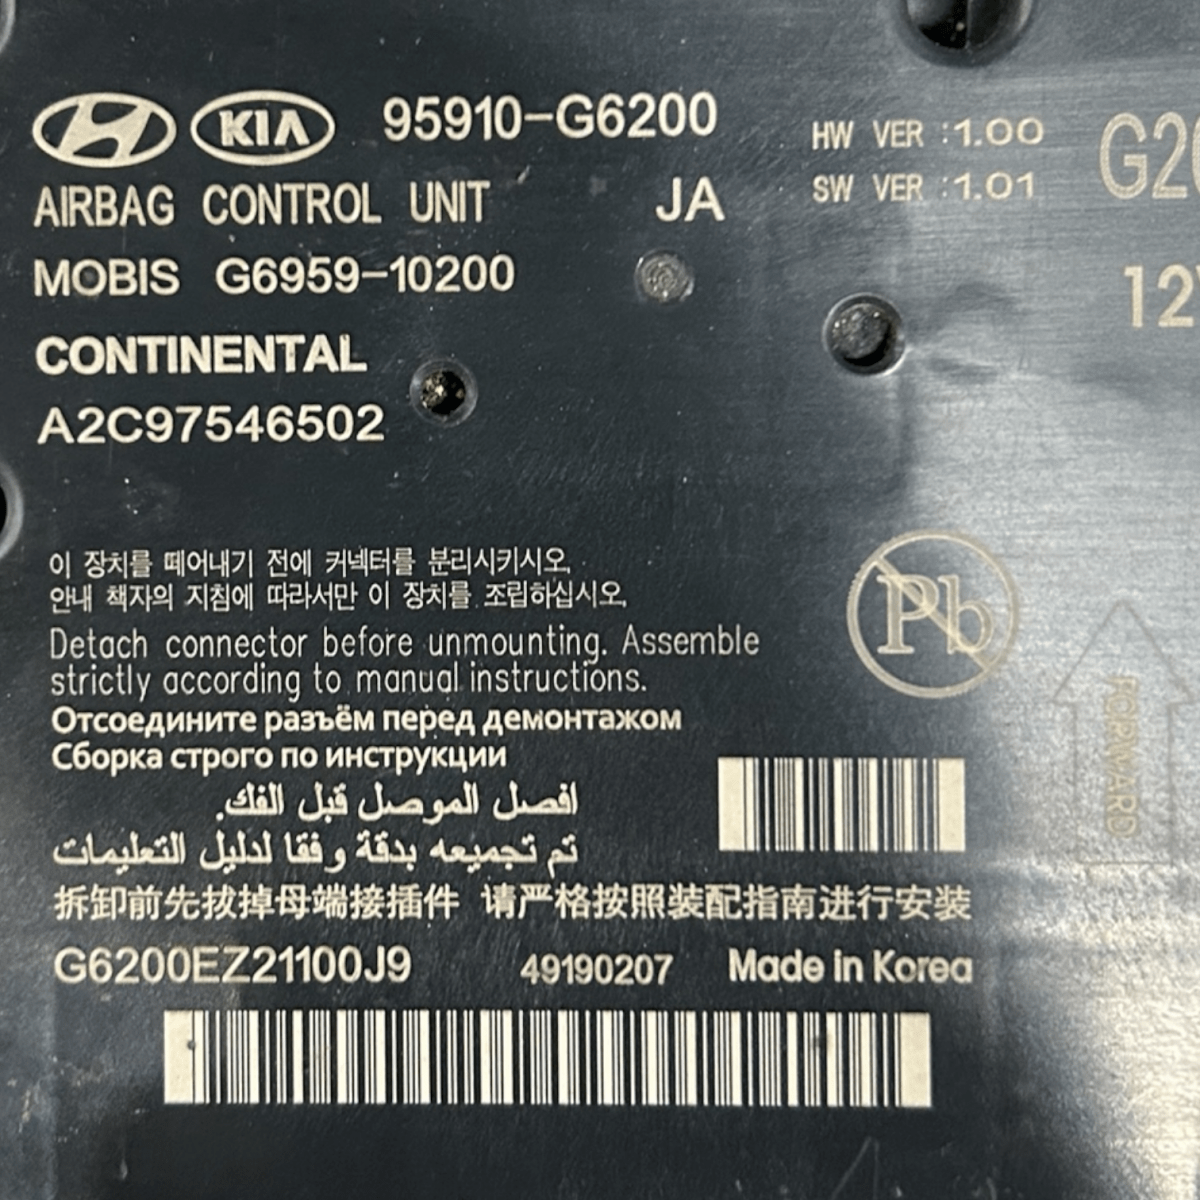 KIA 95910-G6200
HW VER :1.00
SW VER :1.01
AIRBAG CONTROL UNIT JA
MOBIS G6959-10200
CONTINENTAL
A2C97546502
이 장치를 떼어내기 전에 커넥터를 분리시키시오.
안내 책자의 지침에 따라서만 이 장치를 조립하십시오.
Detach connector before unmounting. Assemble
strictly according to manual instructions.
Отсоедините разъём перед демонтажом
Сборка строго по инструкции
افصل الموصل قبل الفك.
تم تجميعه بدقة وفقا لدليل التعليمات
拆卸前先拔掉母端接插件 请严格按照装配指南进行安装
G6200EZ21100J9 49190207 Made in Korea
Pb
FORWARD